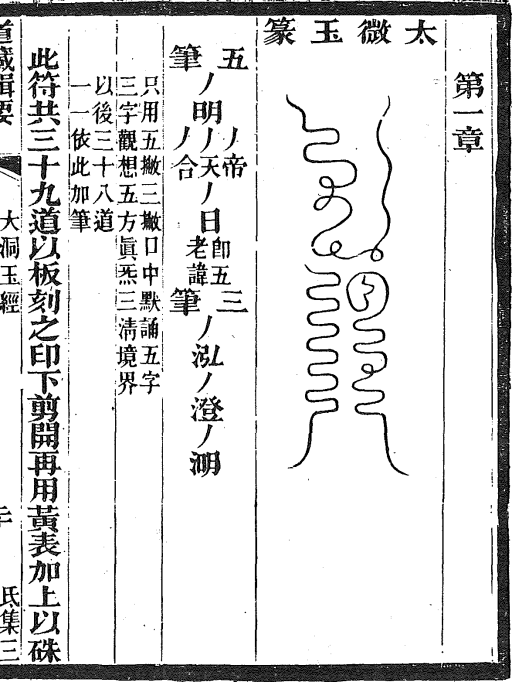 第一章
太微玉篆
五筆ノ明ノ帝ノ天ノ合ノ日即五老諱三筆ノ泓ノ澄ノ
只用五撇三撇口中默誦五字
三字觀想五方眞炁三淸境界
以後三十八道
一一依此加筆
此符共三十九道以板刻之印下剪開再用黃表加上以硃
道藏輯要 大洞玉經 氐集三